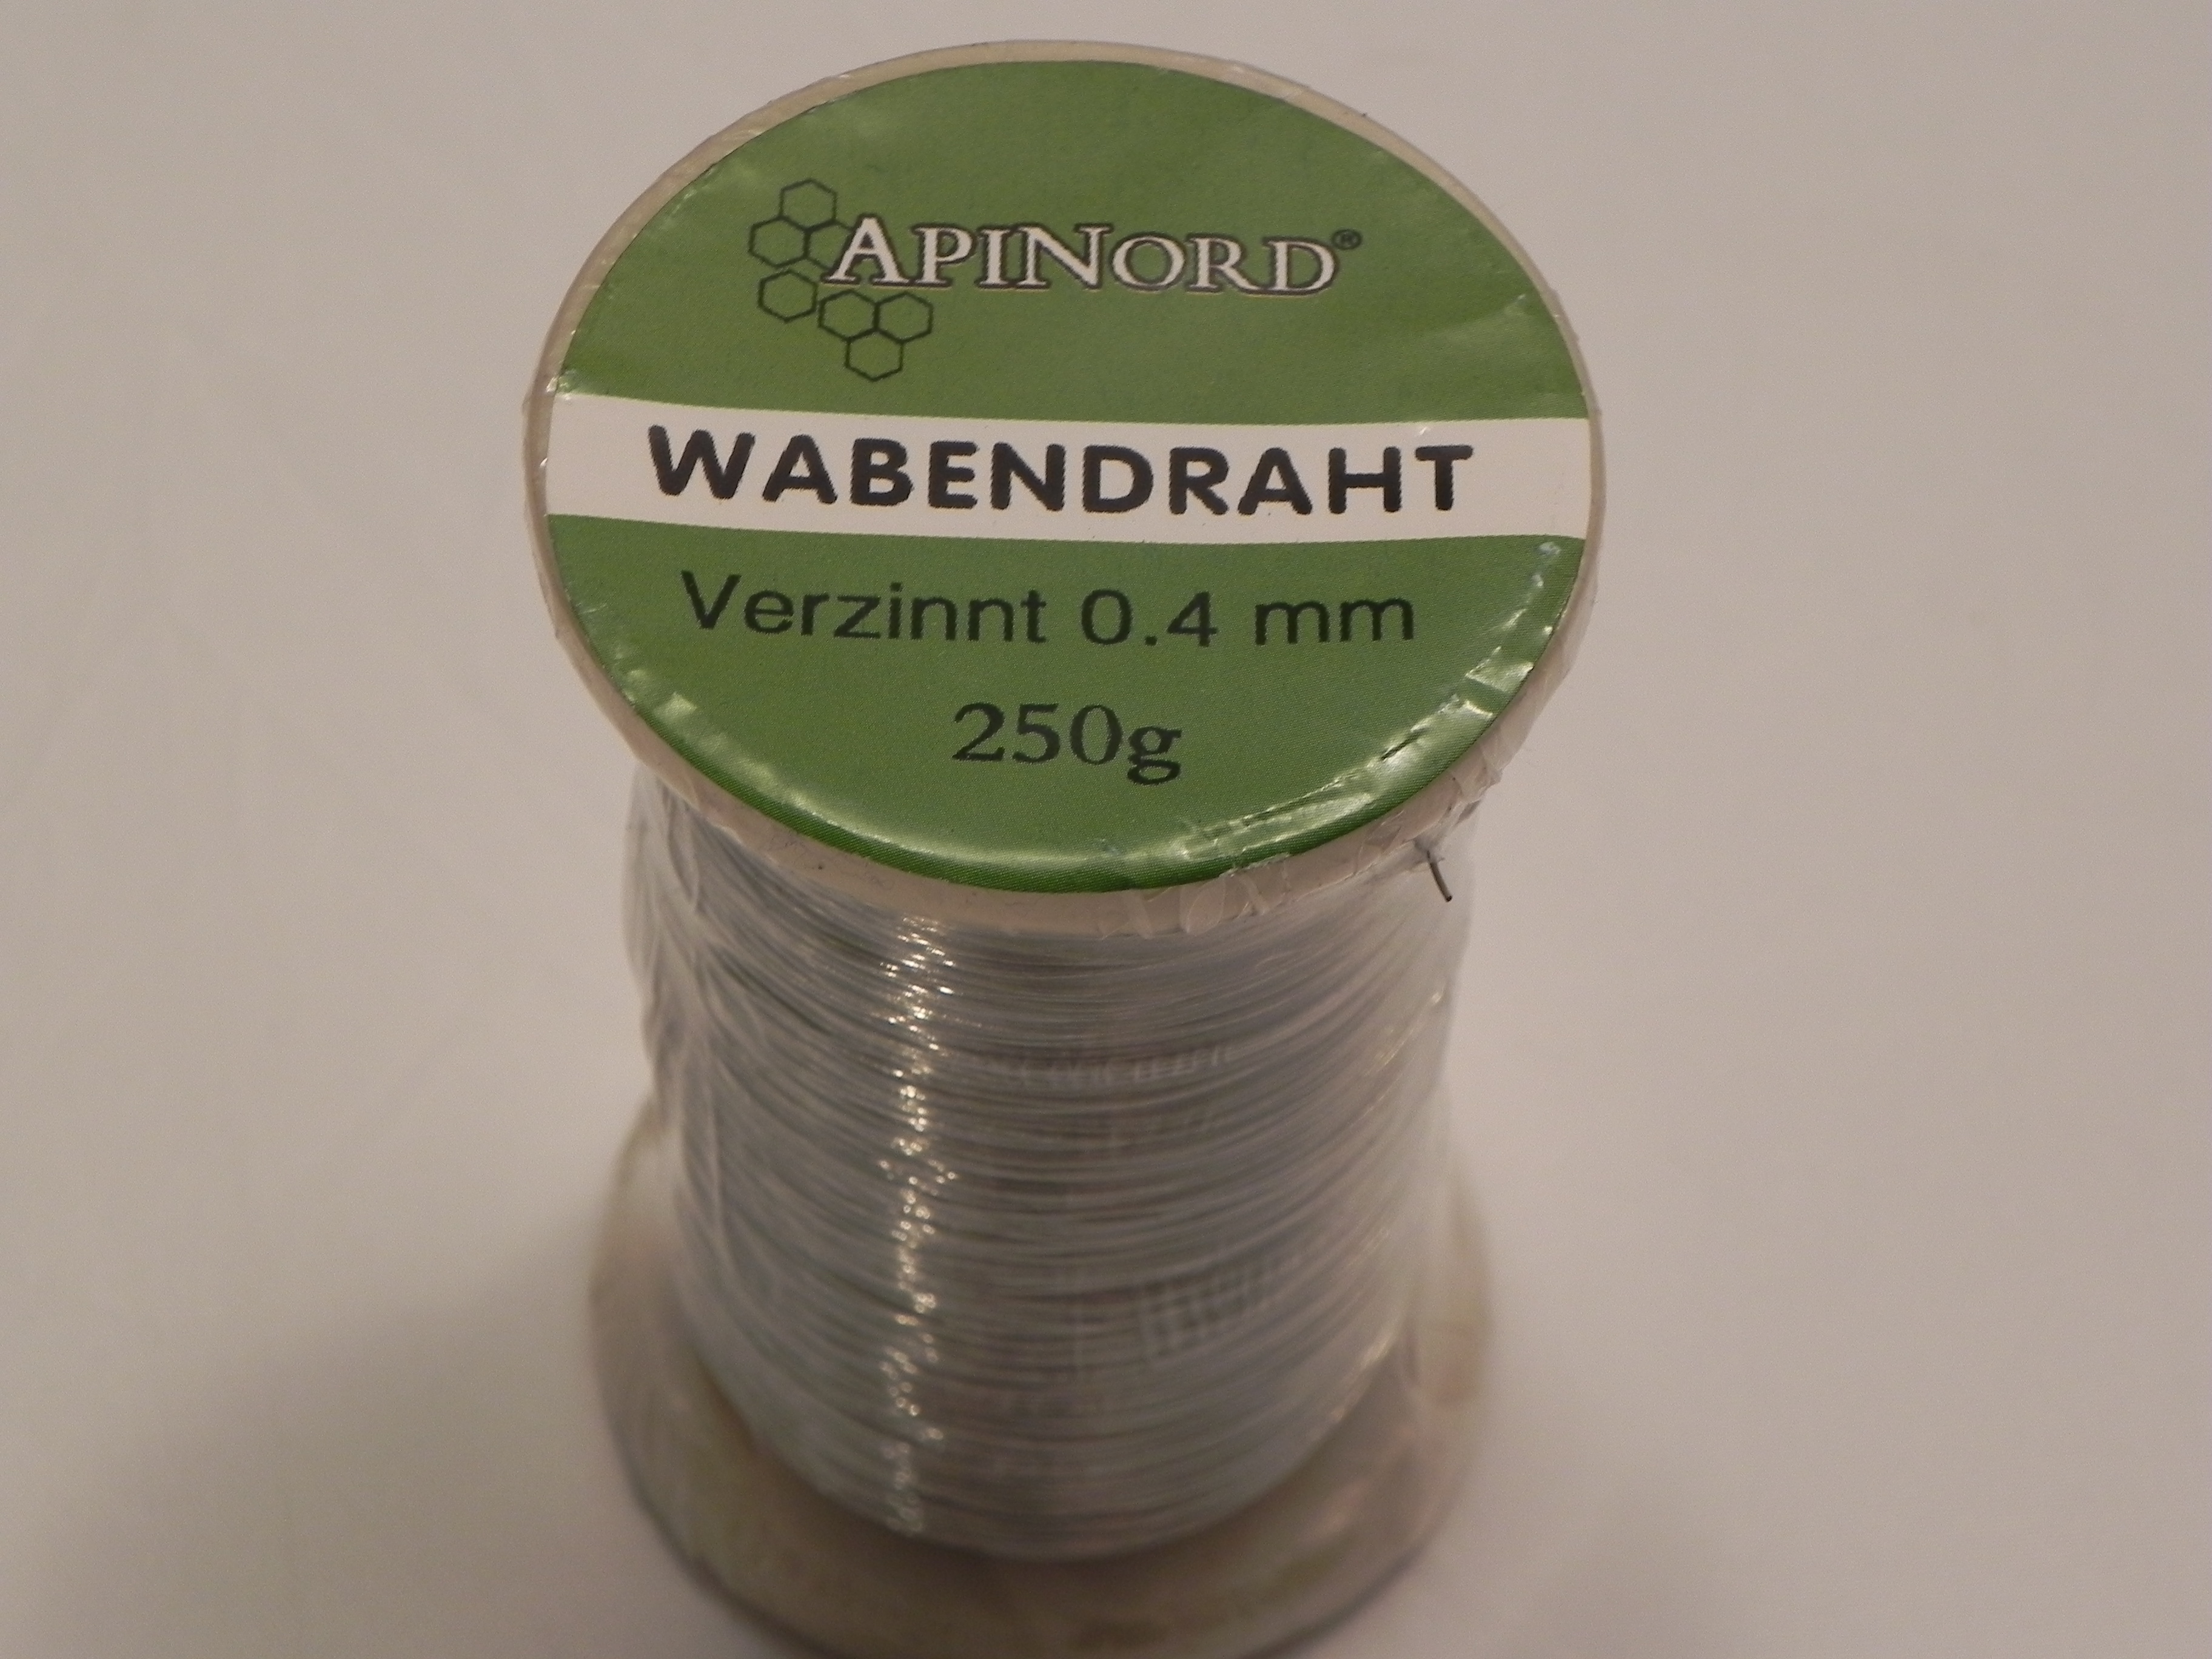 APINORD®
WABENDRAHT
Verzinnt 0.4 mm
250g